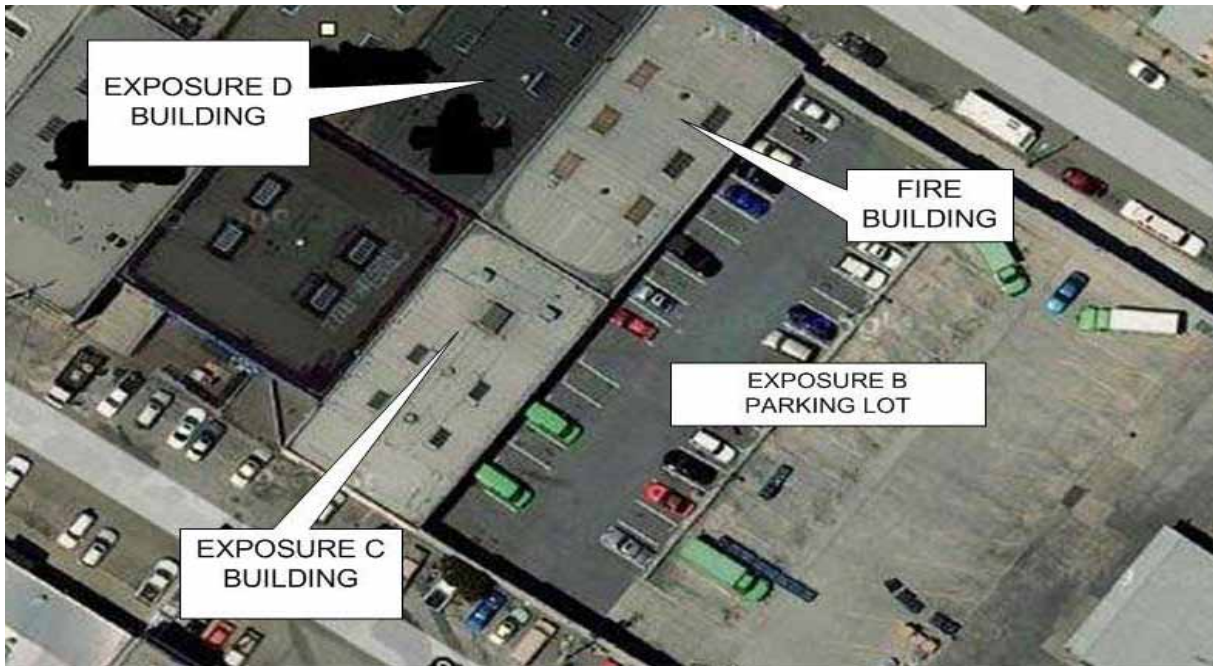 EXPOSURE D
BUILDING
FIRE
BUILDING
EXPOSURE B
PARKING LOT
EXPOSURE C
BUILDING